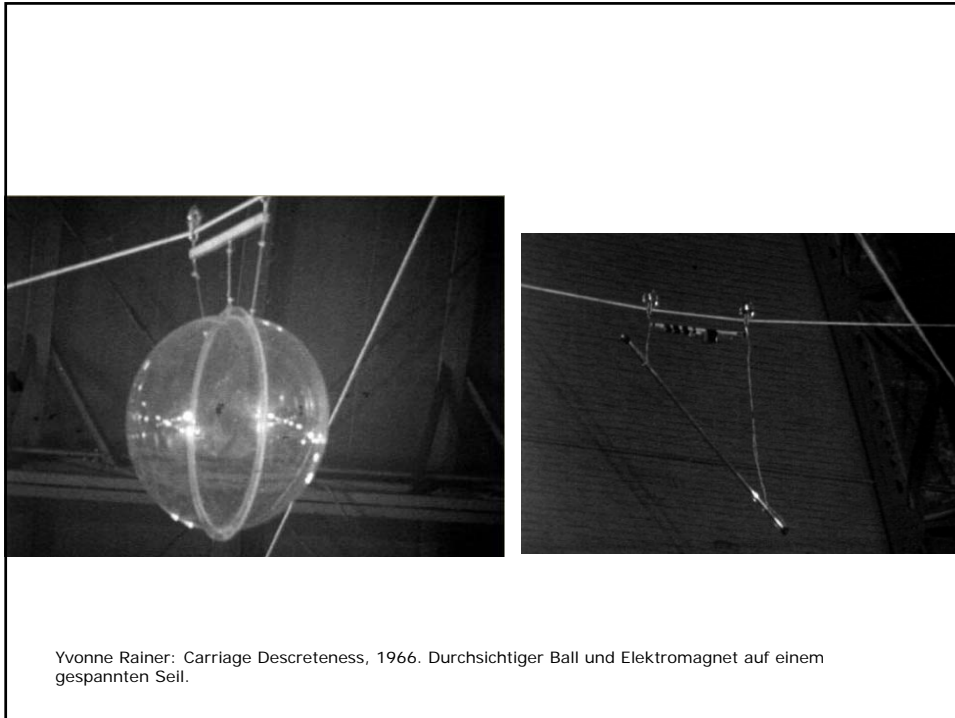 Yvonne Rainer: Carriage Descreteness, 1966. Durchsichtiger Ball und Elektromagnet auf einem
gespannten Seil.